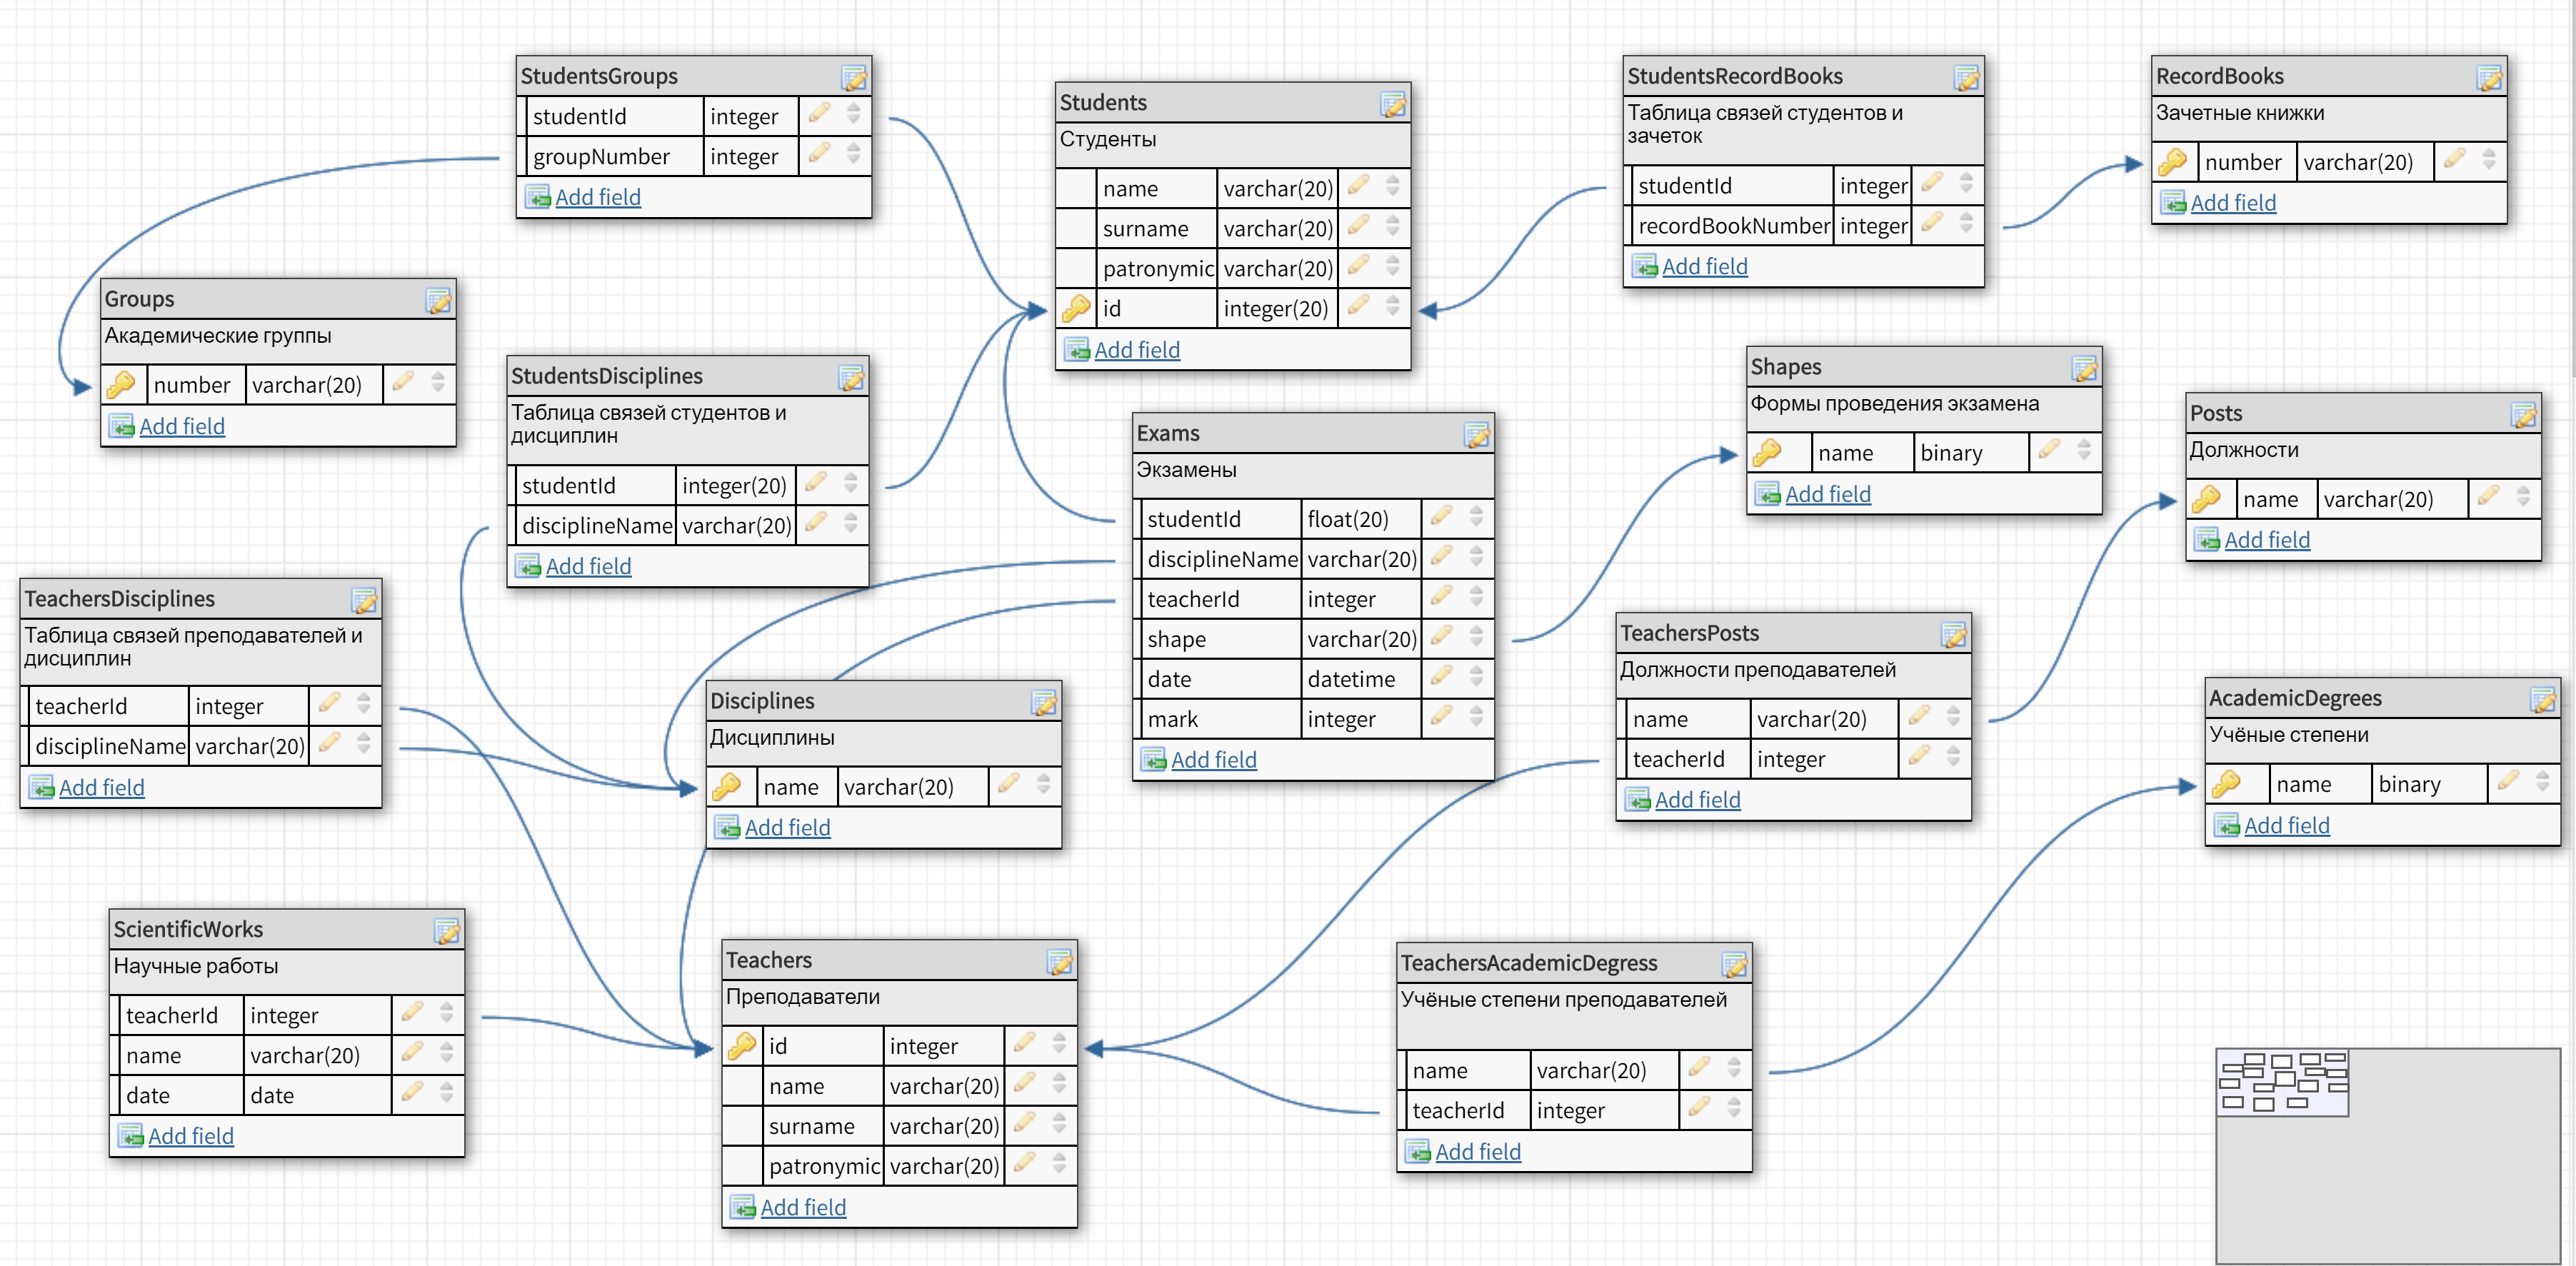 StudentsGroups
studentId integer
groupNumber integer
Add field
Students
Студенты
name varchar(20)
surname varchar(20)
patronymic varchar(20)
id integer(20)
Add field
StudentsRecordBooks
Таблица связей студентов и
зачеток
studentId integer
recordBookNumber integer
Add field
RecordBooks
Зачетные книжки
number varchar(20)
Add field
Groups
Академические группы
number varchar(20)
Add field
StudentsDisciplines
Таблица связей студентов и
дисциплин
studentId integer(20)
disciplineName varchar(20)
Add field
Exams
Экзамены
studentId float(20)
disciplineName varchar(20)
teacherId integer
shape varchar(20)
date datetime
mark integer
Add field
Shapes
Формы проведения экзамена
name binary
Add field
Posts
Должности
name varchar(20)
Add field
TeachersDisciplines
Таблица связей преподавателей и
дисциплин
teacherId integer
disciplineName varchar(20)
Add field
Disciplines
Дисциплины
name varchar(20)
Add field
TeachersPosts
Должности преподавателей
name varchar(20)
teacherId integer
Add field
AcademicDegrees
Учёные степени
name binary
Add field
ScientificWorks
Научные работы
teacherId integer
name varchar(20)
date date
Add field
Teachers
Преподаватели
id integer
name varchar(20)
surname varchar(20)
patronymic varchar(20)
Add field
TeachersAcademicDegress
Учёные степени преподавателей
name varchar(20)
teacherId integer
Add field